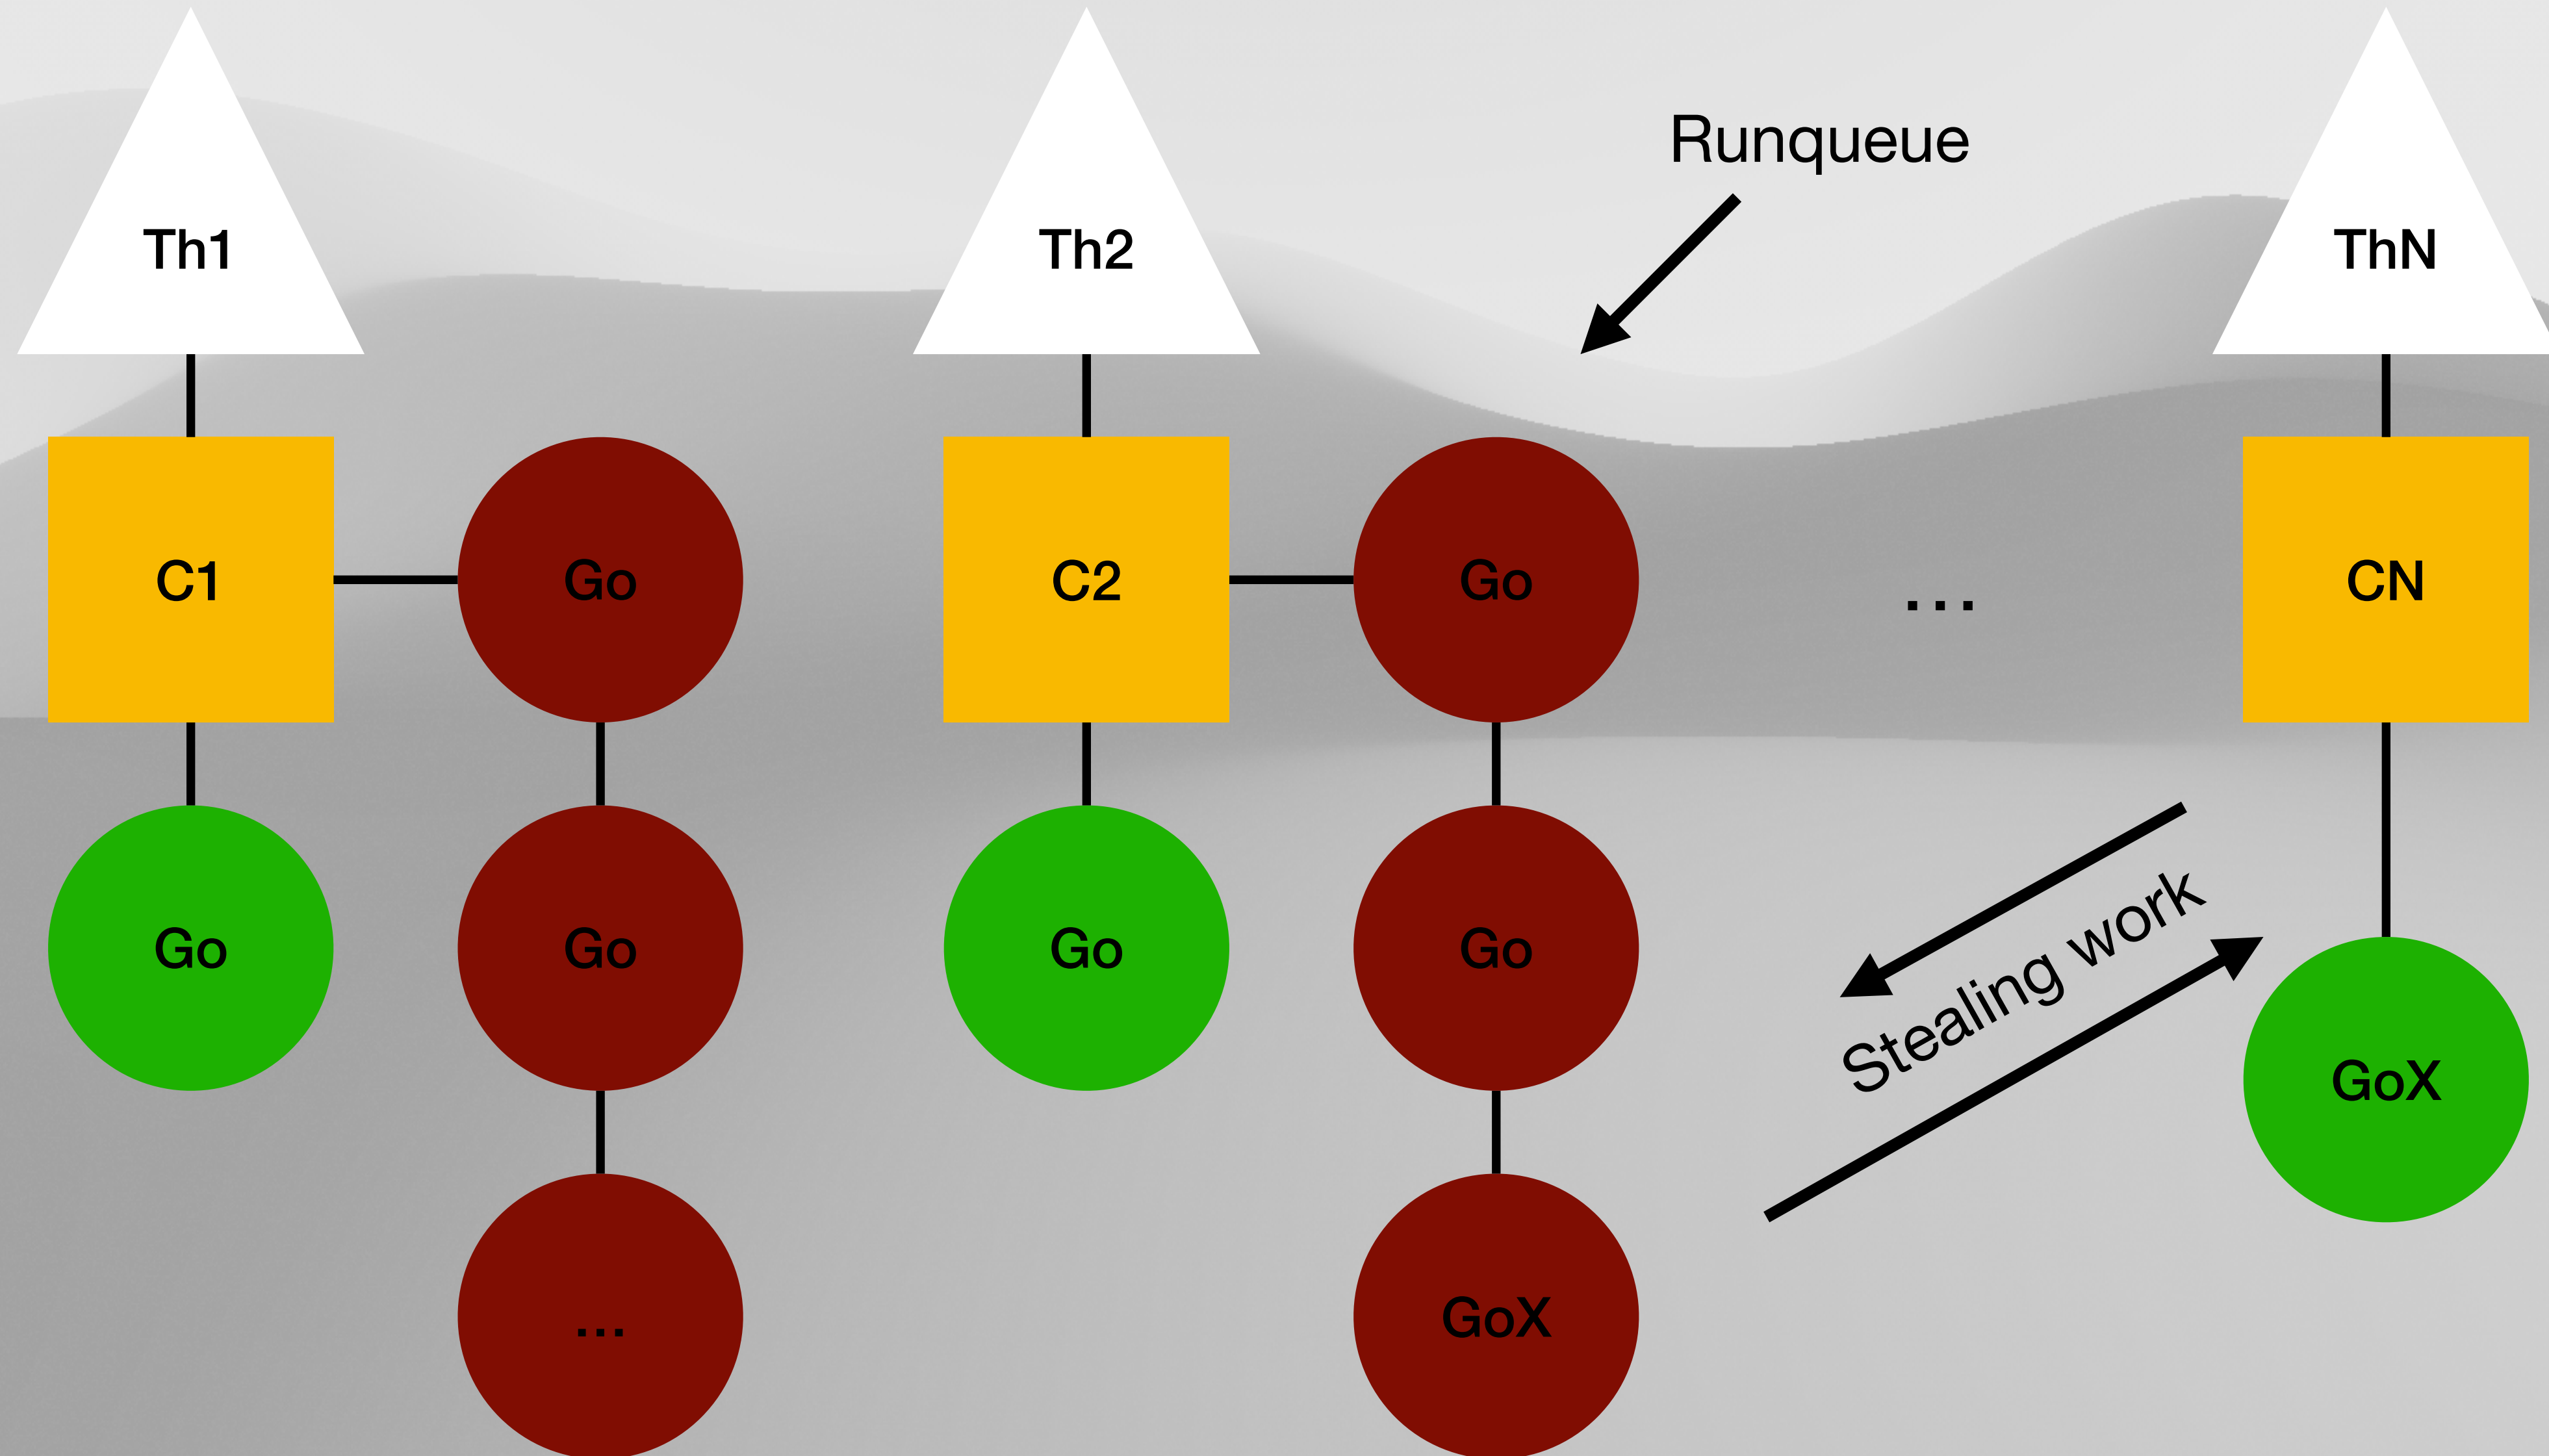 Runqueue
Th1
Th2
ThN
C1
Go
C2
Go
...
CN
Go
Go
Go
Go
Stealing work
GoX
...
GoX